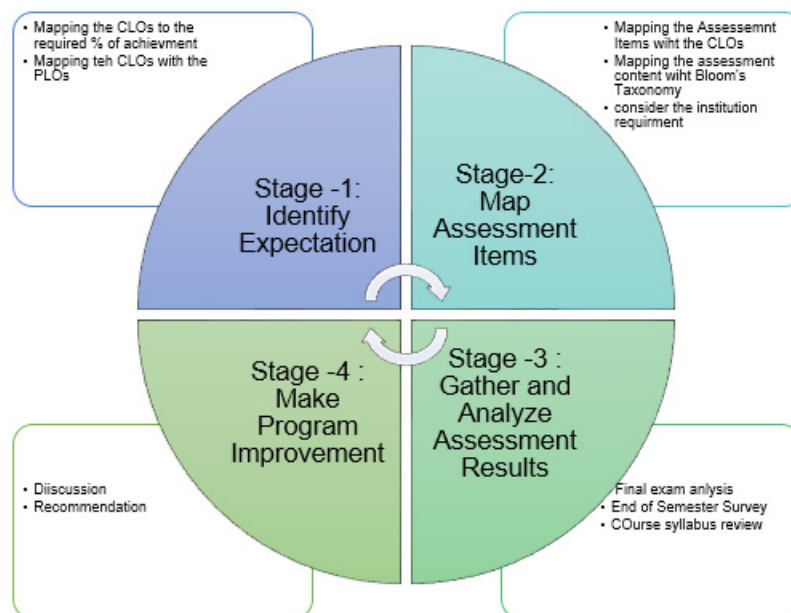 • Mapping the CLOs to the
required % of achievment
• Mapping teh CLOs with the
PLOs
• Mapping the Assessemnt
Items wiht the CLOs
• Mapping the assessment
content wiht Bloom's
Taxonomy
• consider the institution
requirment
Stage -1:
Identify
Expectation
Stage-2:
Map
Assessment
Items
Stage -4 :
Make
Program
Improvement
Stage -3 :
Gather and
Analyze
Assessment
Results
• Diiscussion
• Recommendation
Final exam anlysis
• End of Semester Survey
• COurse syllabus review